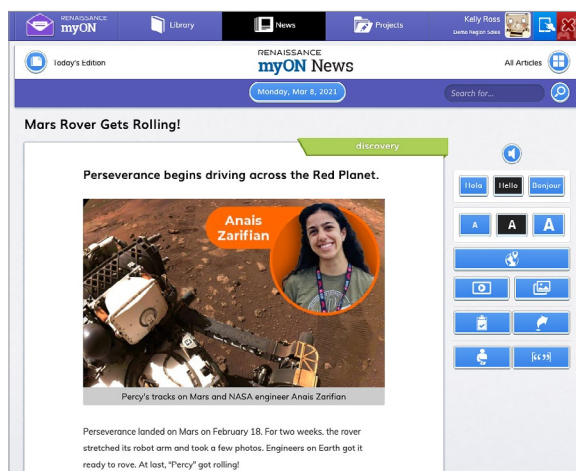 RENAISSANCE
myON
Library
News
Projects
Kelly Ross
Demo Region Sales
Today's Edition
RENAISSANCE
myON News
All Articles
Monday, Mar 8, 2021
Search for...
Mars Rover Gets Rolling!
discovery
Perseverance begins driving across the Red Planet.
Anais
Zarifian
Hola
Hello
Bonjour
A
A
A
Percy's tracks on Mars and NASA engineer Anais Zarifian
Perseverance landed on Mars on February 18. For two weeks, the rover
stretched its robot arm and took a few photos. Engineers on Earth got it
ready to rove. At last, "Percy" got rolling!